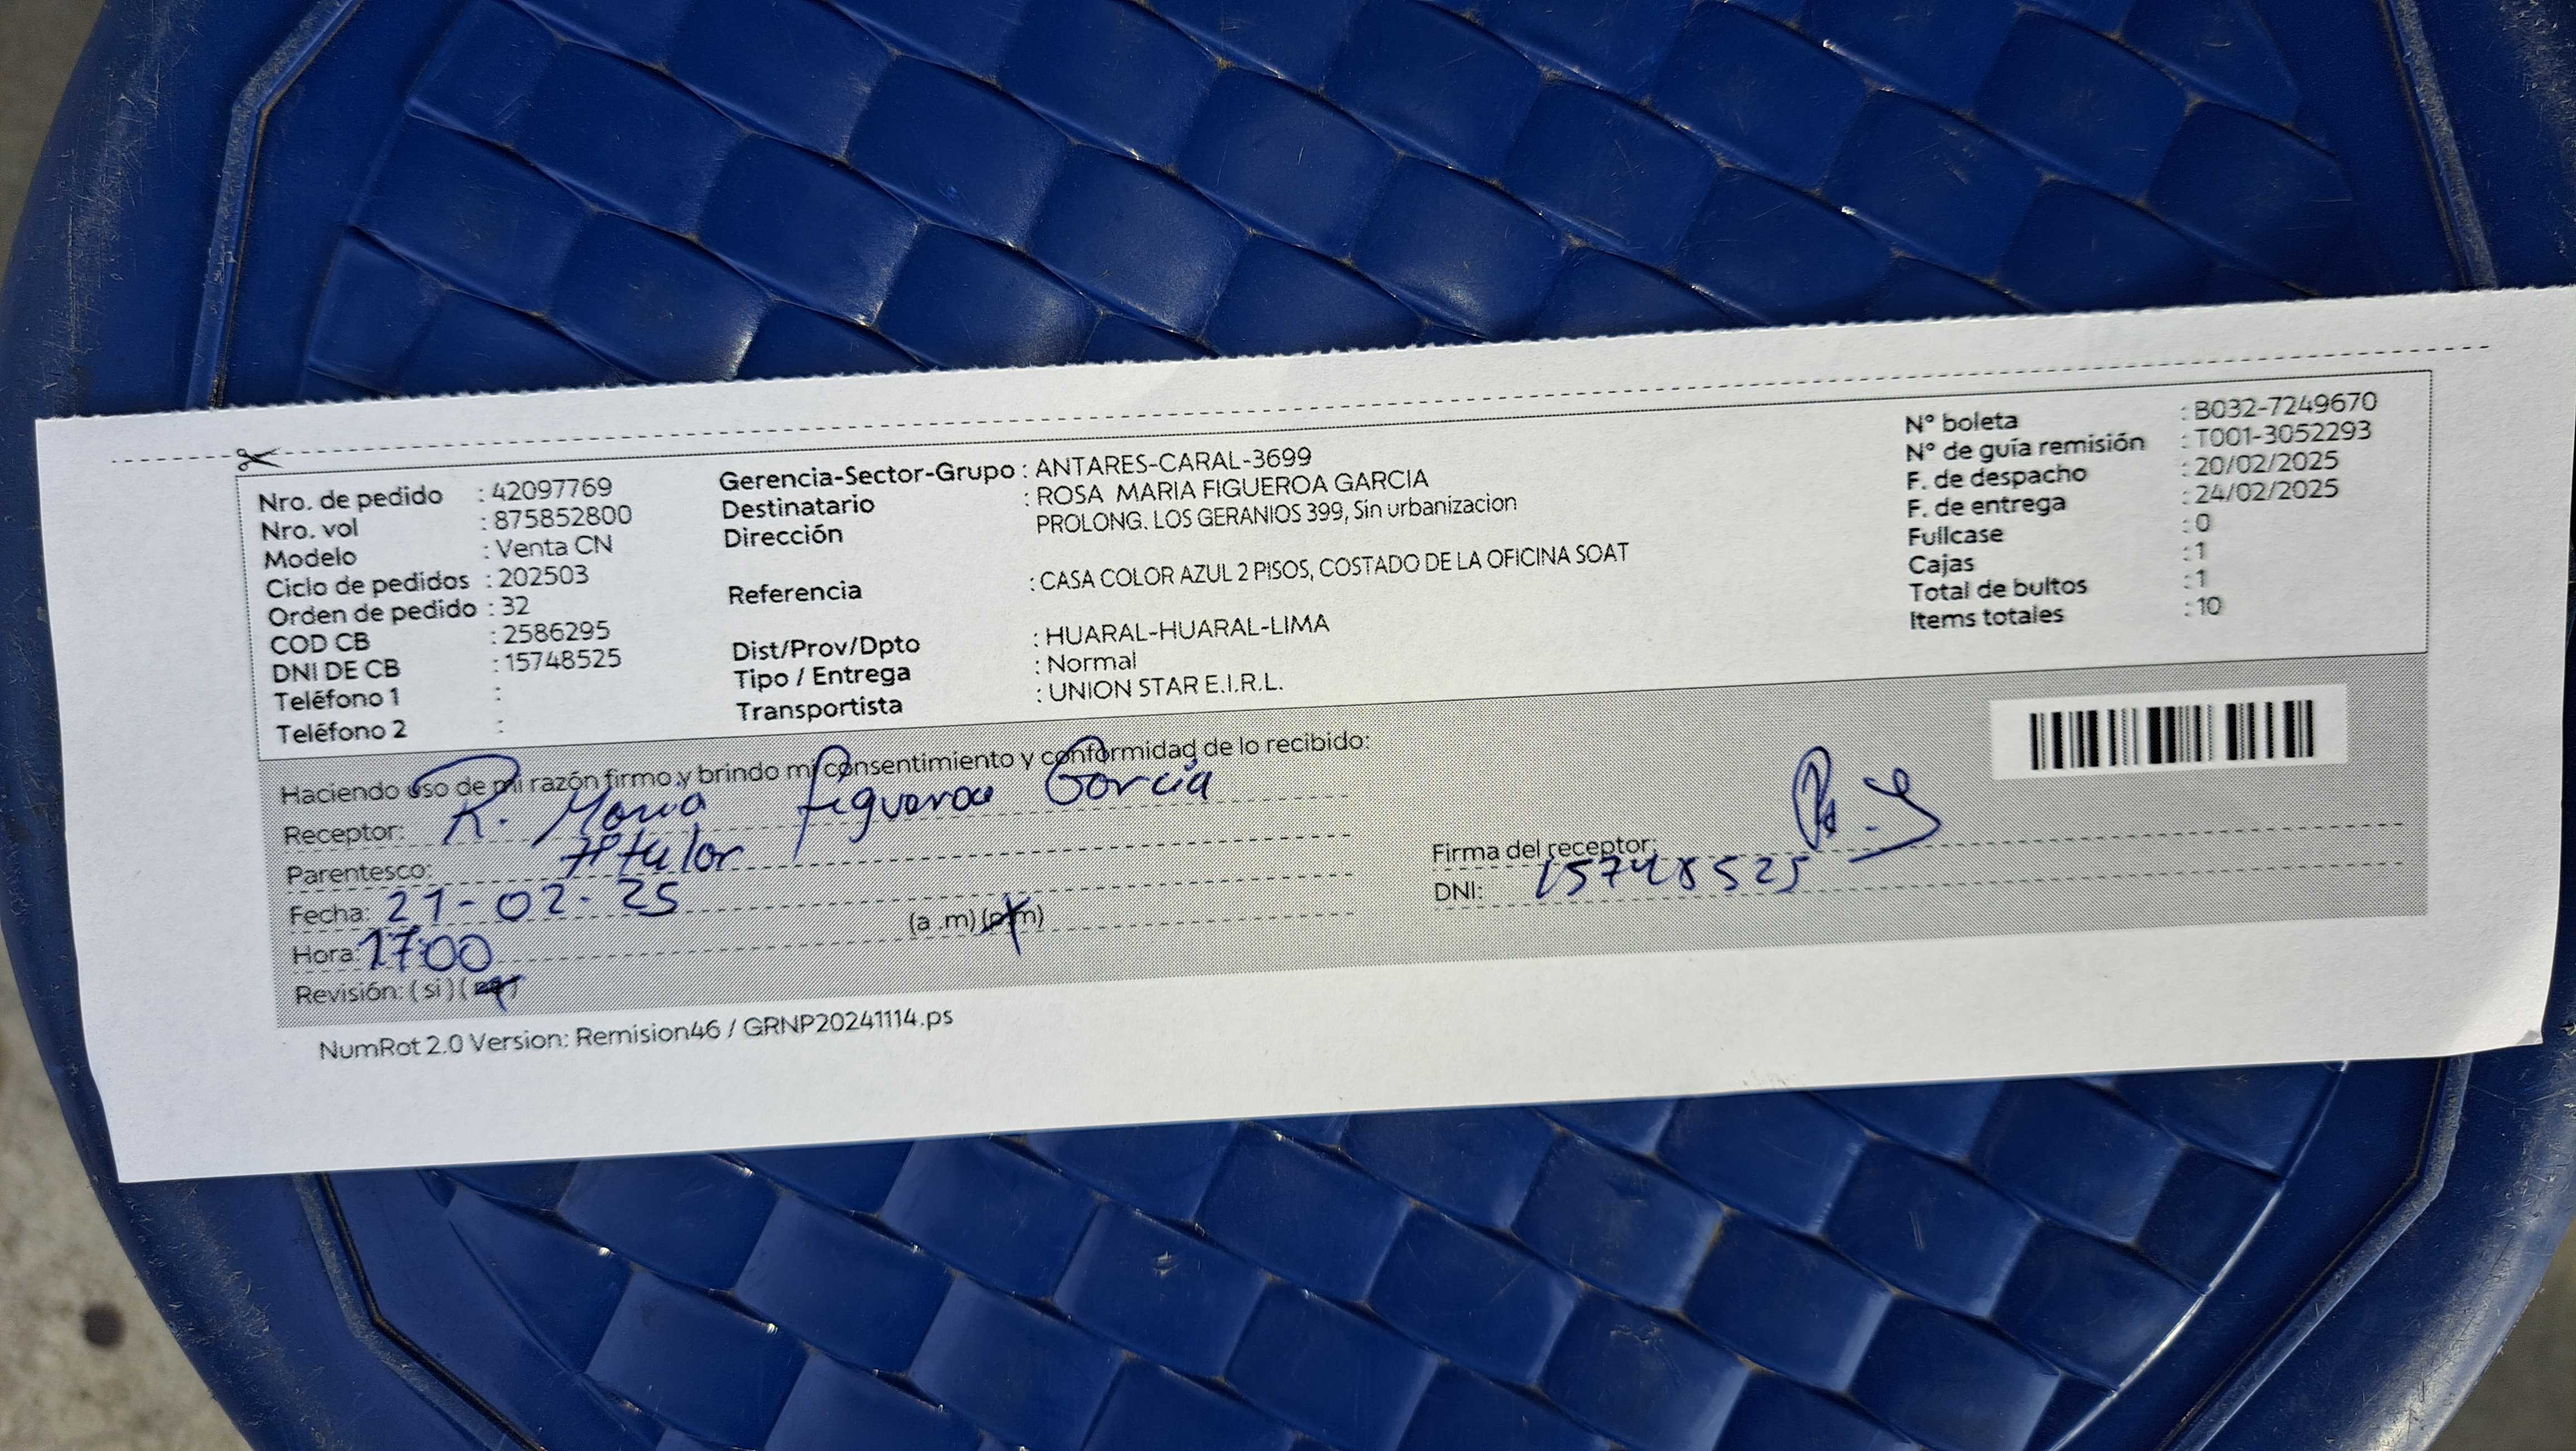 Nro. de pedido : 42097769
Nro. vol : 875852800
Modelo : Venta CN
Ciclo de pedidos : 202503
Orden de pedido : 32
COD CB : 2586295
DNI DE CB : 15748525
Teléfono 1 :
Teléfono 2 :
Gerencia-Sector-Grupo : ANTARES-CARAL-3699
Destinatario : ROSA MARIA FIGUEROA GARCIA
Dirección PROLONG. LOS GERANIOS 399, Sin urbanizacion
Referencia : CASA COLOR AZUL 2 PISOS, COSTADO DE LA OFICINA SOAT
Dist/Prov/Dpto : HUARAL-HUARAL-LIMA
Tipo / Entrega : Normal
Transportista : UNION STAR E.I.R.L.
N° boleta : B032-7249670
N° de guía remisión : T001-3052293
F. de despacho : 20/02/2025
F. de entrega : 24/02/2025
Fullcase : 0
Cajas : 1
Total de bultos : 1
Items totales : 10
Haciendo uso de mi razón firmo y brindo mi consentimiento y conformidad de lo recibido:
Receptor: R. Maria Figueroa Garcia
Parentesco: titular
Fecha: 21-02-25
Hora: 17:00 (a .m) (p.m)
Revisión: (si) (no)
Firma del receptor:
DNI: 15748525
NumRot 2.0 Version: Remision46 / GRNP20241114.ps